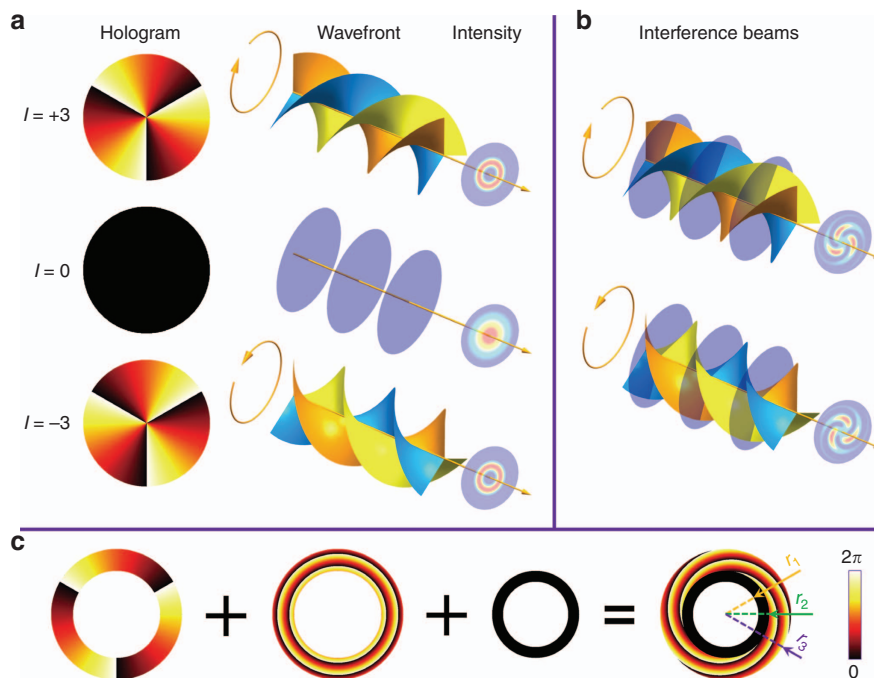 a
Hologram
Wavefront
Intensity
l = +3
l = 0
l = −3
b
Interference beams
c
+
+
=
r1
r2
r3
2π
0